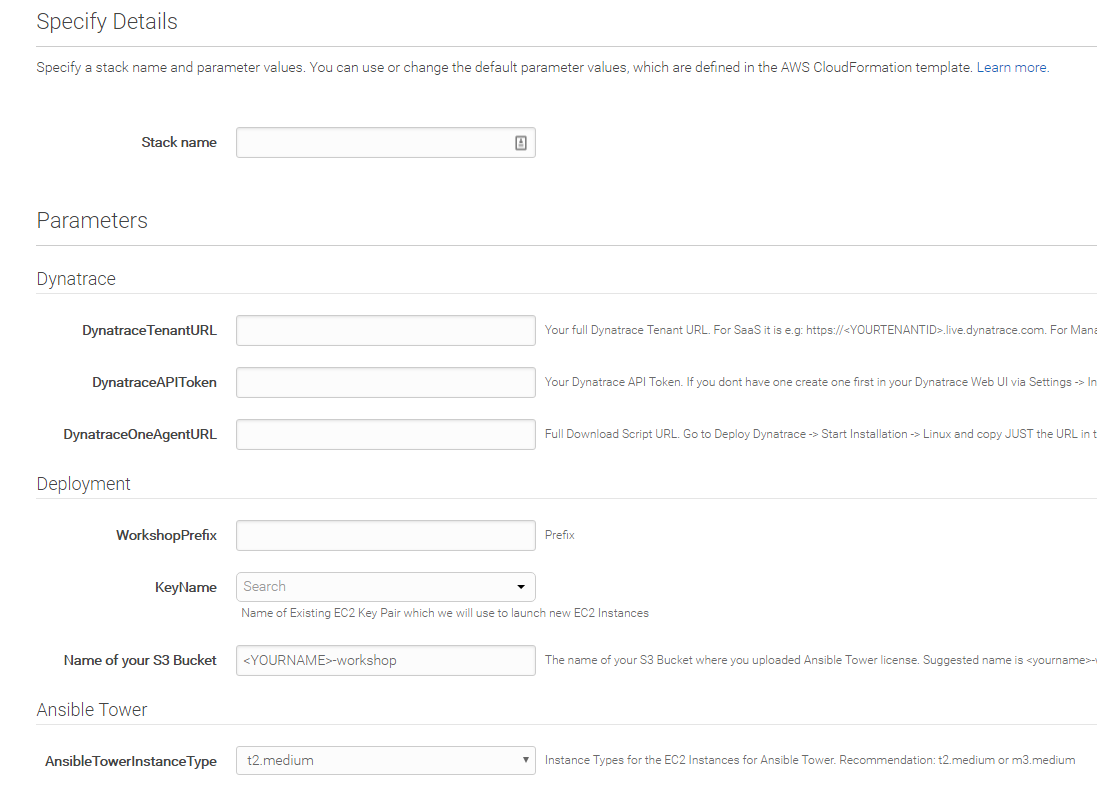 Specify Details
Specify a stack name and parameter values. You can use or change the default parameter values, which are defined in the AWS CloudFormation template. Learn more.
Stack name
Parameters
Dynatrace
DynatraceTenantURL Your full Dynatrace Tenant URL. For SaaS it is e.g: https://<YOURTENANTID>.live.dynatrace.com. For Mana
DynatraceAPIToken Your Dynatrace API Token. If you dont have one create one first in your Dynatrace Web UI via Settings -> In
DynatraceOneAgentURL Full Download Script URL. Go to Deploy Dynatrace -> Start Installation -> Linux and copy JUST the URL in t
Deployment
WorkshopPrefix Prefix
KeyName Search
Name of Existing EC2 Key Pair which we will use to launch new EC2 Instances
Name of your S3 Bucket <YOURNAME>-workshop The name of your S3 Bucket where you uploaded Ansible Tower license. Suggested name is <yourname>-
Ansible Tower
AnsibleTowerInstanceType t2.medium Instance Types for the EC2 Instances for Ansible Tower. Recommendation: t2.medium or m3.medium